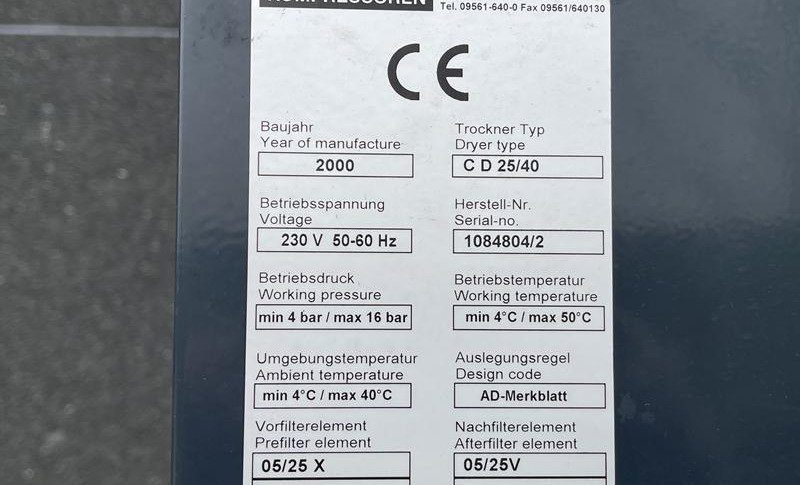 KOMPRESSOREN
Tel. 09561-640-0 Fax 09561/640130
CE
Baujahr
Year of manufacture
2000
Trockner Typ
Dryer type
C D 25/40
Betriebsspannung
Voltage
230 V 50-60 Hz
Herstell-Nr.
Serial-no.
1084804/2
Betriebsdruck
Working pressure
min 4 bar / max 16 bar
Betriebstemperatur
Working temperature
min 4°C / max 50°C
Umgebungstemperatur
Ambient temperature
min 4°C / max 40°C
Auslegungsregel
Design code
AD-Merkblatt
Vorfilterelement
Prefilter element
05/25 X
Nachfilterelement
Afterfilter element
05/25V